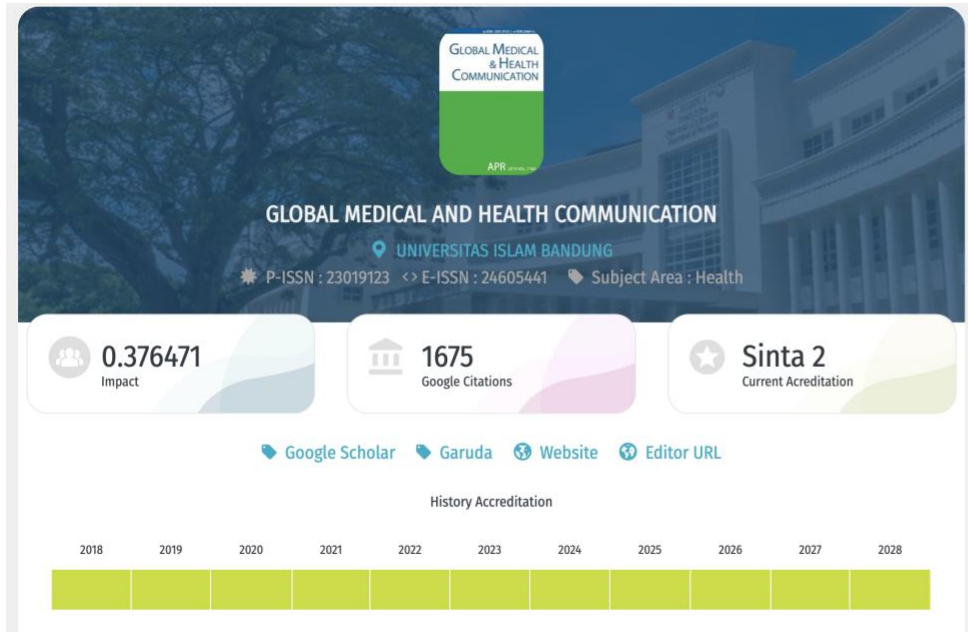 GLOBAL MEDICAL
& HEALTH
COMMUNICATION
APR
GLOBAL MEDICAL AND HEALTH COMMUNICATION
UNIVERSITAS ISLAM BANDUNG
P-ISSN : 23019123 <> E-ISSN : 24605441 Subject Area : Health
0.376471
Impact
1675
Google Citations
Sinta 2
Current Acreditation
Google Scholar Garuda Website Editor URL
History Accreditation
2018 2019 2020 2021 2022 2023 2024 2025 2026 2027 2028